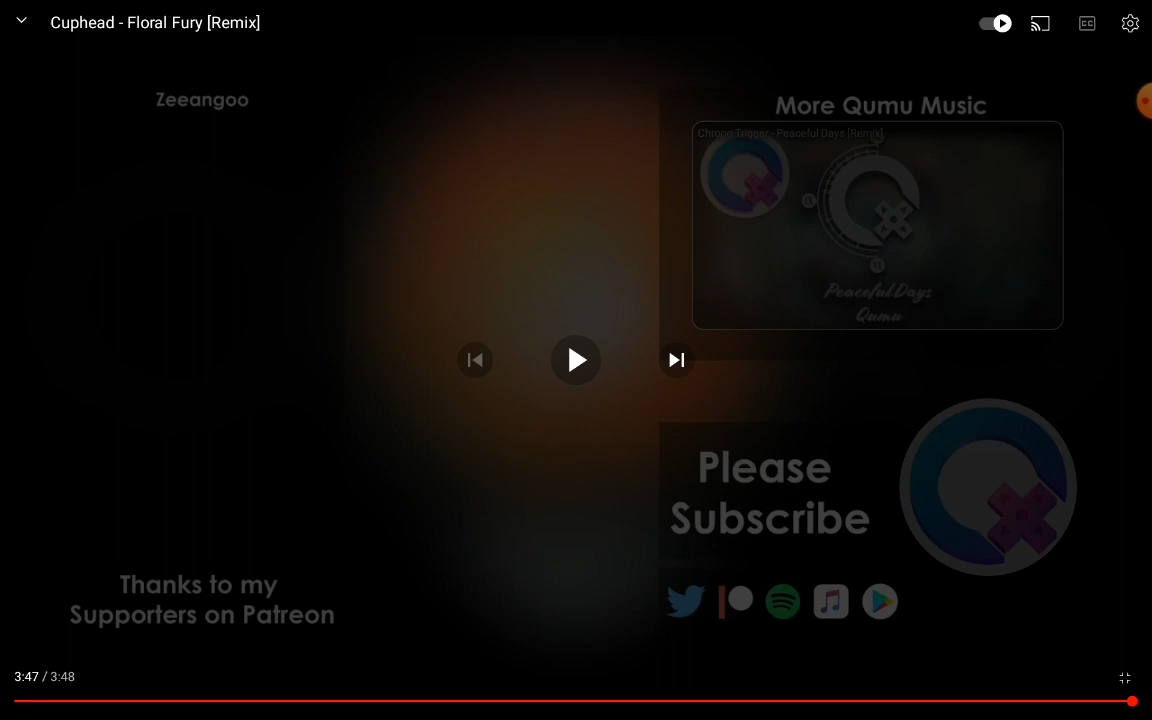 Cuphead - Floral Fury [Remix]
CC
Zeeangoo
More Qumu Music
Chrono Trigger - Peaceful Days [Remix]
Peaceful Days
Qumu
Please
Subscribe
Thanks to my
Supporters on Patreon
3:47 / 3:48